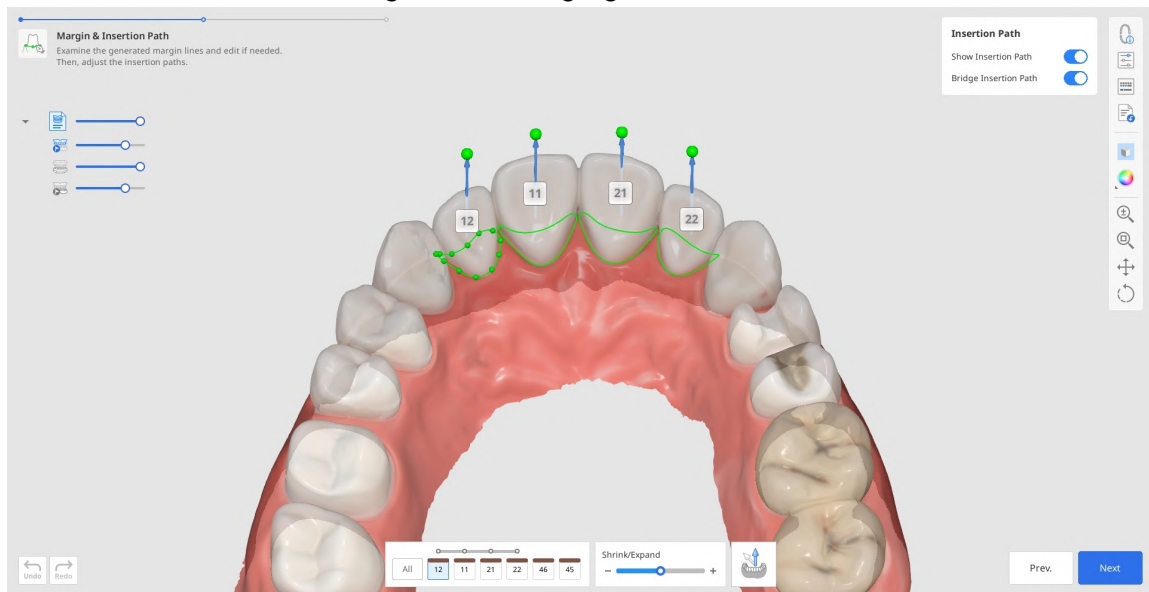 Margin & Insertion Path
Examine the generated margin lines and edit if needed.
Then, adjust the insertion paths.
Insertion Path
Show Insertion Path
Bridge Insertion Path
11
21
12
22
Shrink/Expand
All
12
11
21
22
46
45
− +
Undo
Redo
Prev.
Next